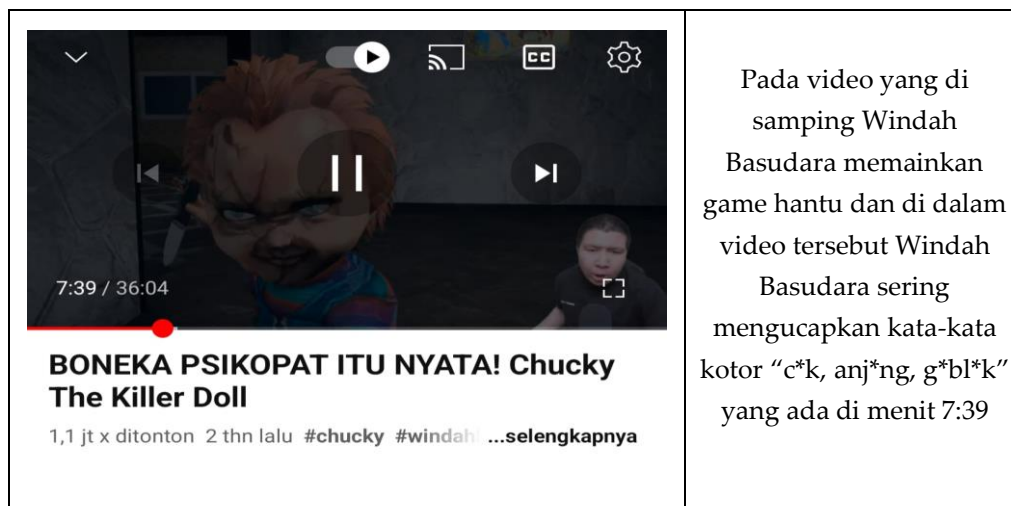 CC
7:39 / 36:04
BONEKA PSIKOPAT ITU NYATA! Chucky
The Killer Doll
1,1 jt x ditonton 2 thn lalu #chucky #windah ...selengkapnya
Pada video yang di
samping Windah
Basudara memainkan
game hantu dan di dalam
video tersebut Windah
Basudara sering
mengucapkan kata-kata
kotor “c*k, anj*ng, g*bl*k”
yang ada di menit 7:39